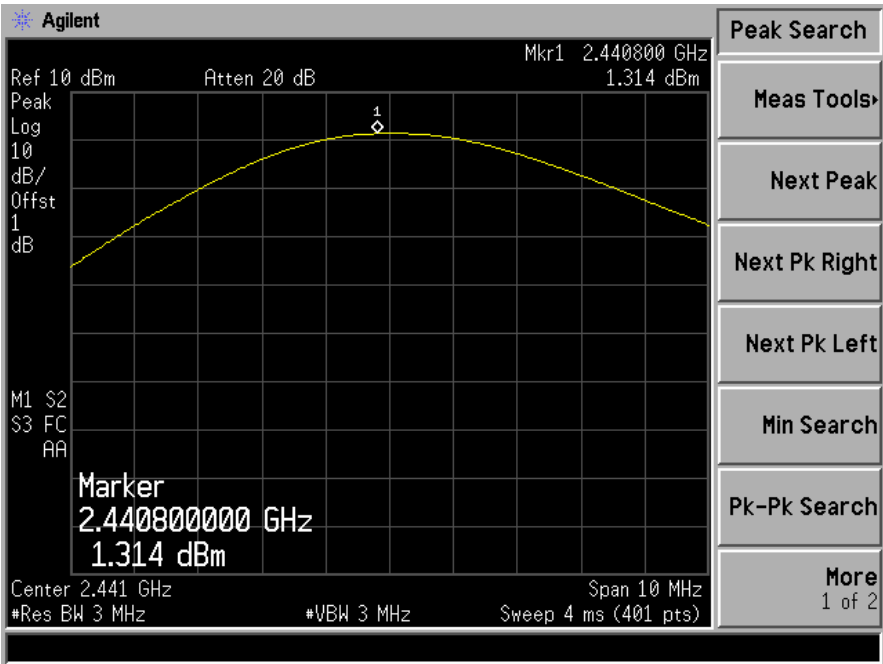 Agilent
Peak Search
Mkr1 2.440800 GHz
Ref 10 dBm Atten 20 dB 1.314 dBm
Peak
Log
10
dB/
Offst
1
dB
1
M1 S2
S3 FC
AA
Marker
2.440800000 GHz
1.314 dBm
Center 2.441 GHz Span 10 MHz
#Res BW 3 MHz #VBW 3 MHz Sweep 4 ms (401 pts)
Meas Tools
Next Peak
Next Pk Right
Next Pk Left
Min Search
Pk-Pk Search
More
1 of 2